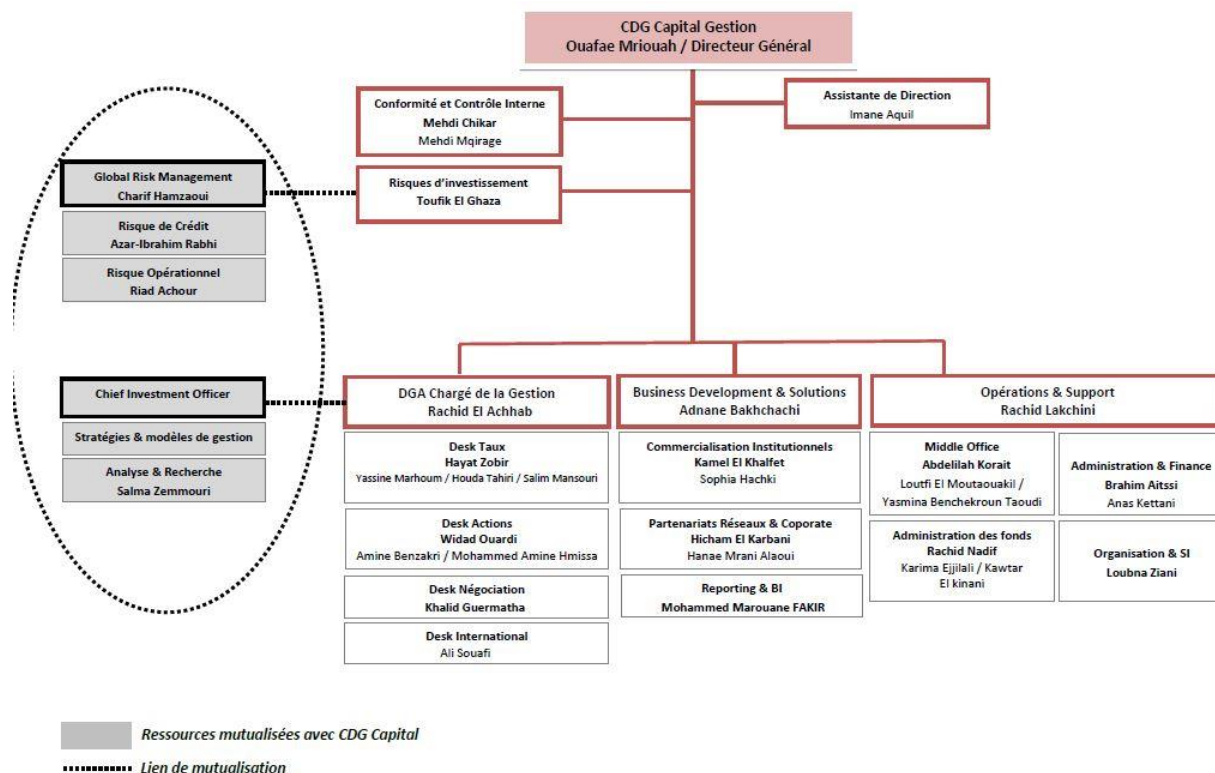 CDG Capital Gestion
Ouafae Mriouah / Directeur Général
Conformité et Contrôle Interne
Mehdi Chikar
Mehdi Mqirage
Assistante de Direction
Imane Aquil
Global Risk Management
Charif Hamzaoui
Risques d'investissement
Toufik El Ghaza
Risque de Crédit
Azar-Ibrahim Rabhi
Risque Opérationnel
Riad Achour
Chief Investment Officer
Stratégies & modèles de gestion
Analyse & Recherche
Salma Zemmouri
DGA Chargé de la Gestion
Rachid El Achhab
Desk Taux
Hayat Zobir
Yassine Marhoum / Houda Tahiri / Salim Mansouri
Desk Actions
Widad Ouardi
Amine Benzakri / Mohammed Amine Hmissa
Desk Négociation
Khalid Guermatha
Desk International
Ali Souafi
Business Development & Solutions
Adnane Bakhchachi
Commercialisation Institutionnels
Kamel El Khalfet
Sophia Hachki
Partenariats Réseaux & Coporate
Hicham El Karbani
Hanae Mrani Alaoui
Reporting & BI
Mohammed Marouane FAKIR
Opérations & Support
Rachid Lakchini
Middle Office
Abdelilah Korait
Loutfi El Moutaouakil /
Yasmina Benchekroun Taoudi
Administration des fonds
Rachid Nadif
Karima Ejjilali / Kawtar
El kinani
Administration & Finance
Brahim Aitssi
Anas Kettani
Organisation & SI
Loubna Ziani
Ressources mutualisées avec CDG Capital
Lien de mutualisation